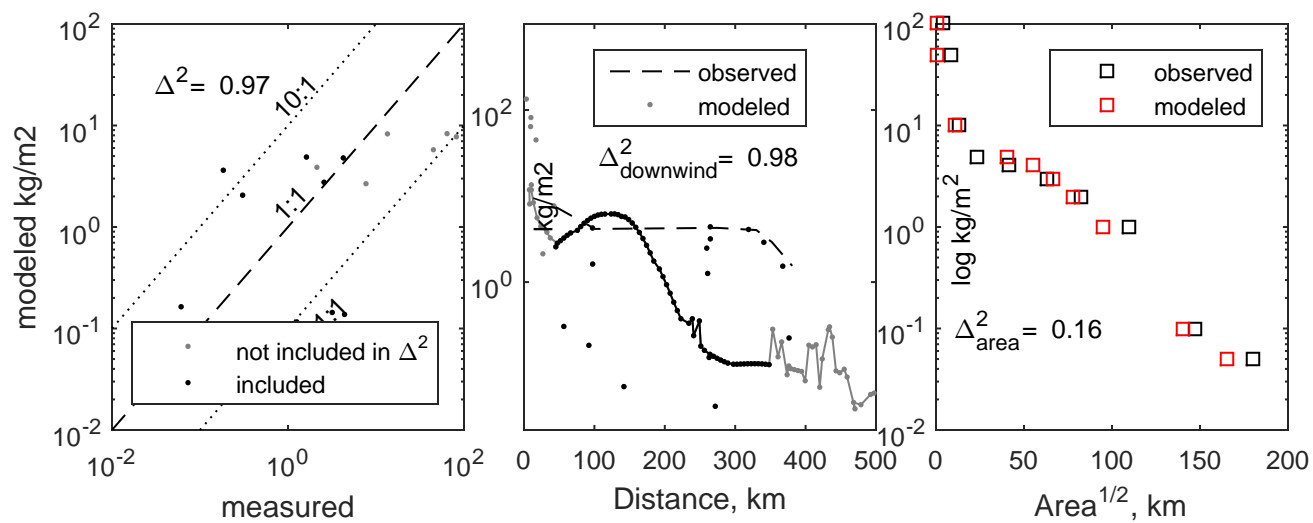 modeled kg/m2
10^2
10^1
10^0
10^-1
10^-2
Δ^2= 0.97
10:1
1:1
1:1
not included in Δ^2
included
10^-2
10^0
10^2
measured
10^2
10^0
kg/m2
observed
modeled
Δ^2_downwind= 0.98
0 100 200 300 400 500
Distance, km
10^2
10^1
10^0
10^-1
10^-2
log kg/m^2
observed
modeled
Δ^2_area= 0.16
0 50 100 150 200
Area^1/2, km